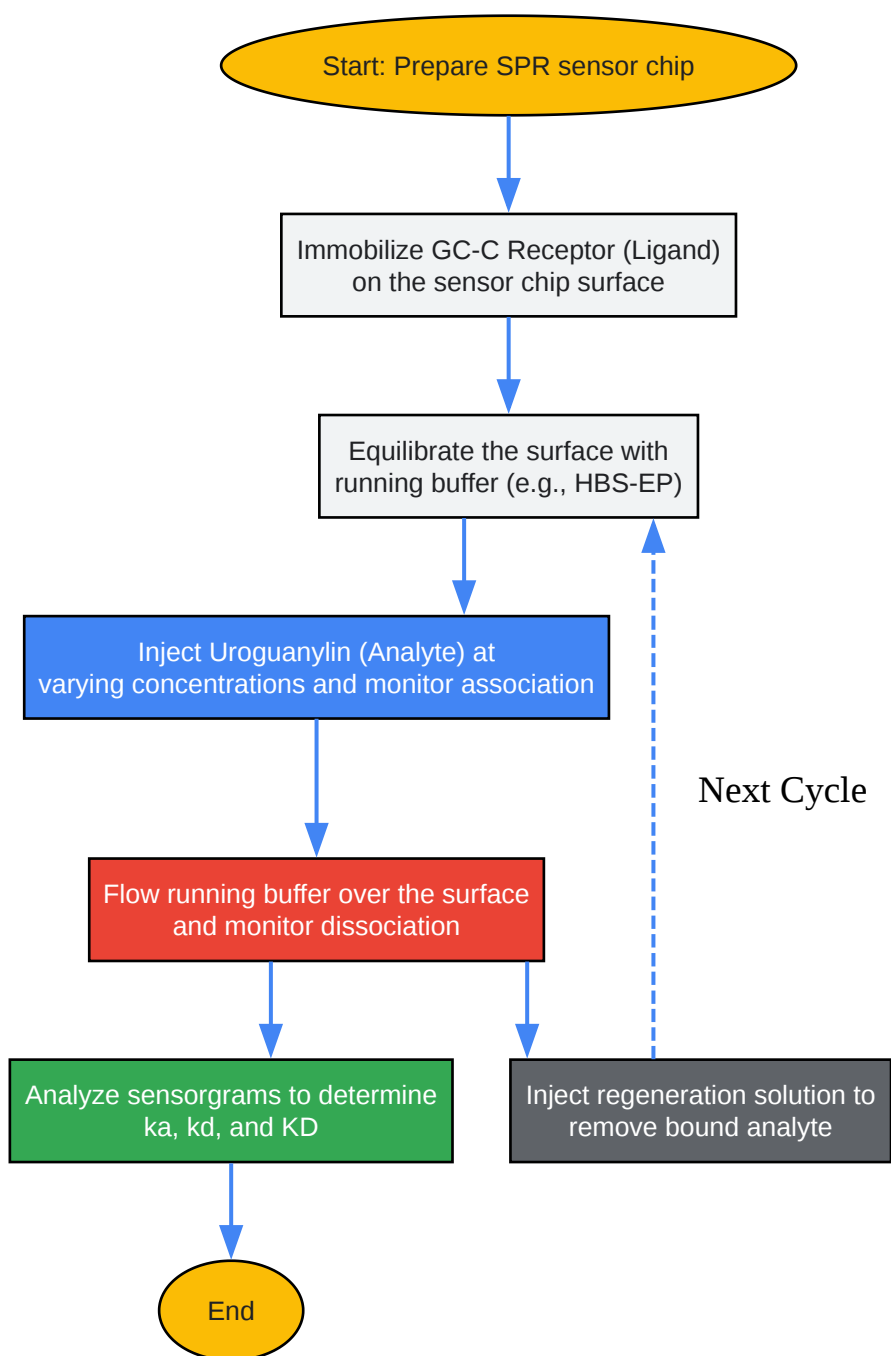 Start: Prepare SPR sensor chip
Immobilize GC-C Receptor (Ligand)
on the sensor chip surface
Equilibrate the surface with
running buffer (e.g., HBS-EP)
Inject Uroguanylin (Analyte) at
varying concentrations and monitor association
Next Cycle
Flow running buffer over the surface
and monitor dissociation
Analyze sensorgrams to determine
ka, kd, and KD
Inject regeneration solution to
remove bound analyte
End